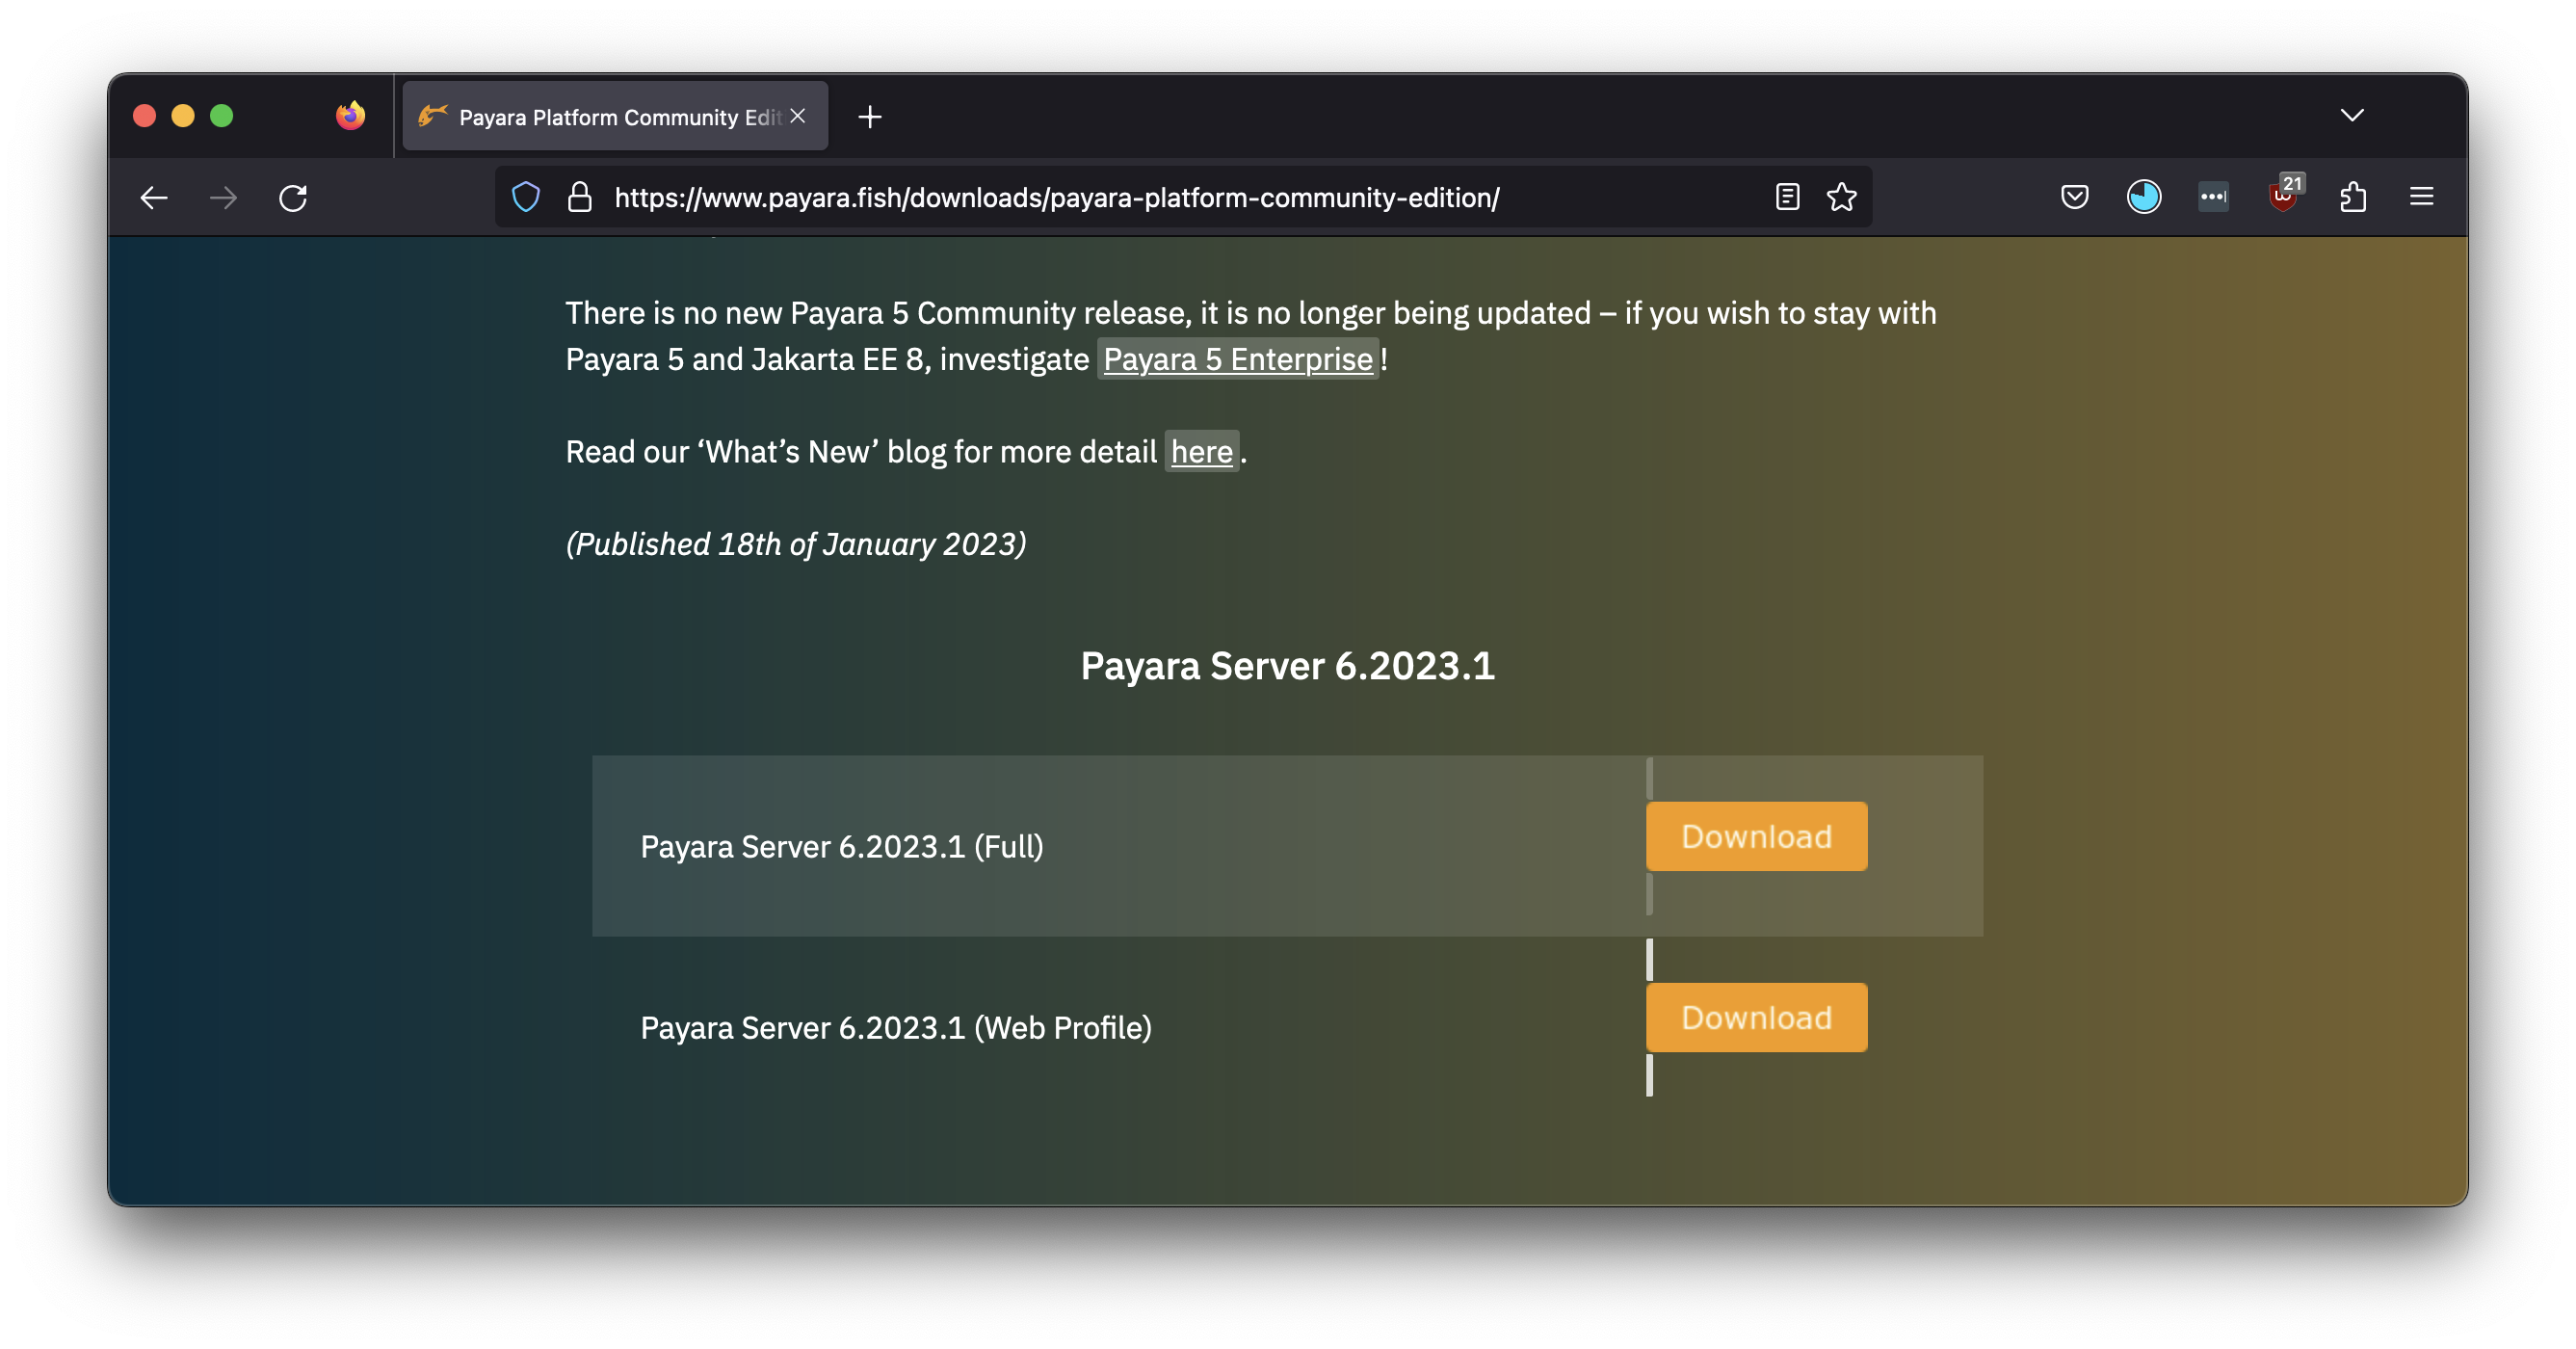 Payara Platform Community Edit
https://www.payara.fish/downloads/payara-platform-community-edition/
21
There is no new Payara 5 Community release, it is no longer being updated – if you wish to stay with
Payara 5 and Jakarta EE 8, investigate Payara 5 Enterprise!
Read our ‘What’s New’ blog for more detail here.
(Published 18th of January 2023)
Payara Server 6.2023.1
Payara Server 6.2023.1 (Full)
Download
Payara Server 6.2023.1 (Web Profile)
Download